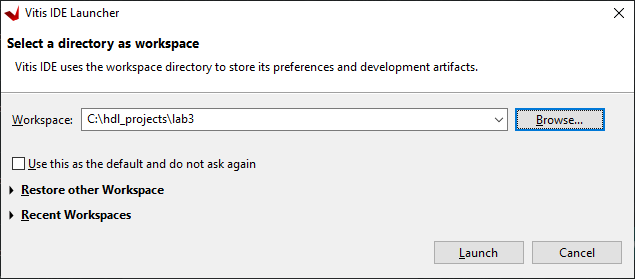 Vitis IDE Launcher
Select a directory as workspace
Vitis IDE uses the workspace directory to store its preferences and development artifacts.
Workspace: C:\hdl_projects\lab3 Browse...
Use this as the default and do not ask again
Restore other Workspace
Recent Workspaces
Launch Cancel